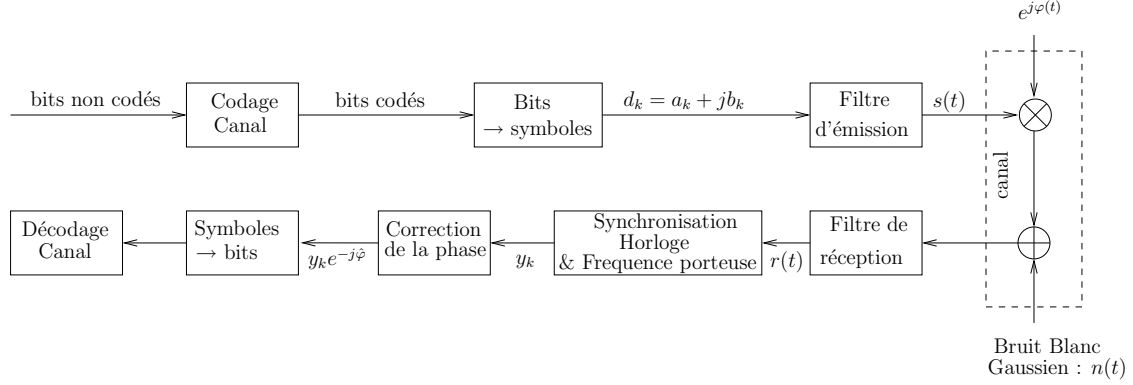 e^{jφ(t)}
bits non codés
Codage
Canal
bits codés
Bits
→ symboles
d_k = a_k + jb_k
Filtre
d'émission
s(t)
canal
Décodage
Canal
Symboles
→ bits
y_k e^{-jφ̂}
Correction
de la phase
y_k
Synchronisation
Horloge
& Frequence porteuse
r(t)
Filtre de
réception
Bruit Blanc
Gaussien : n(t)